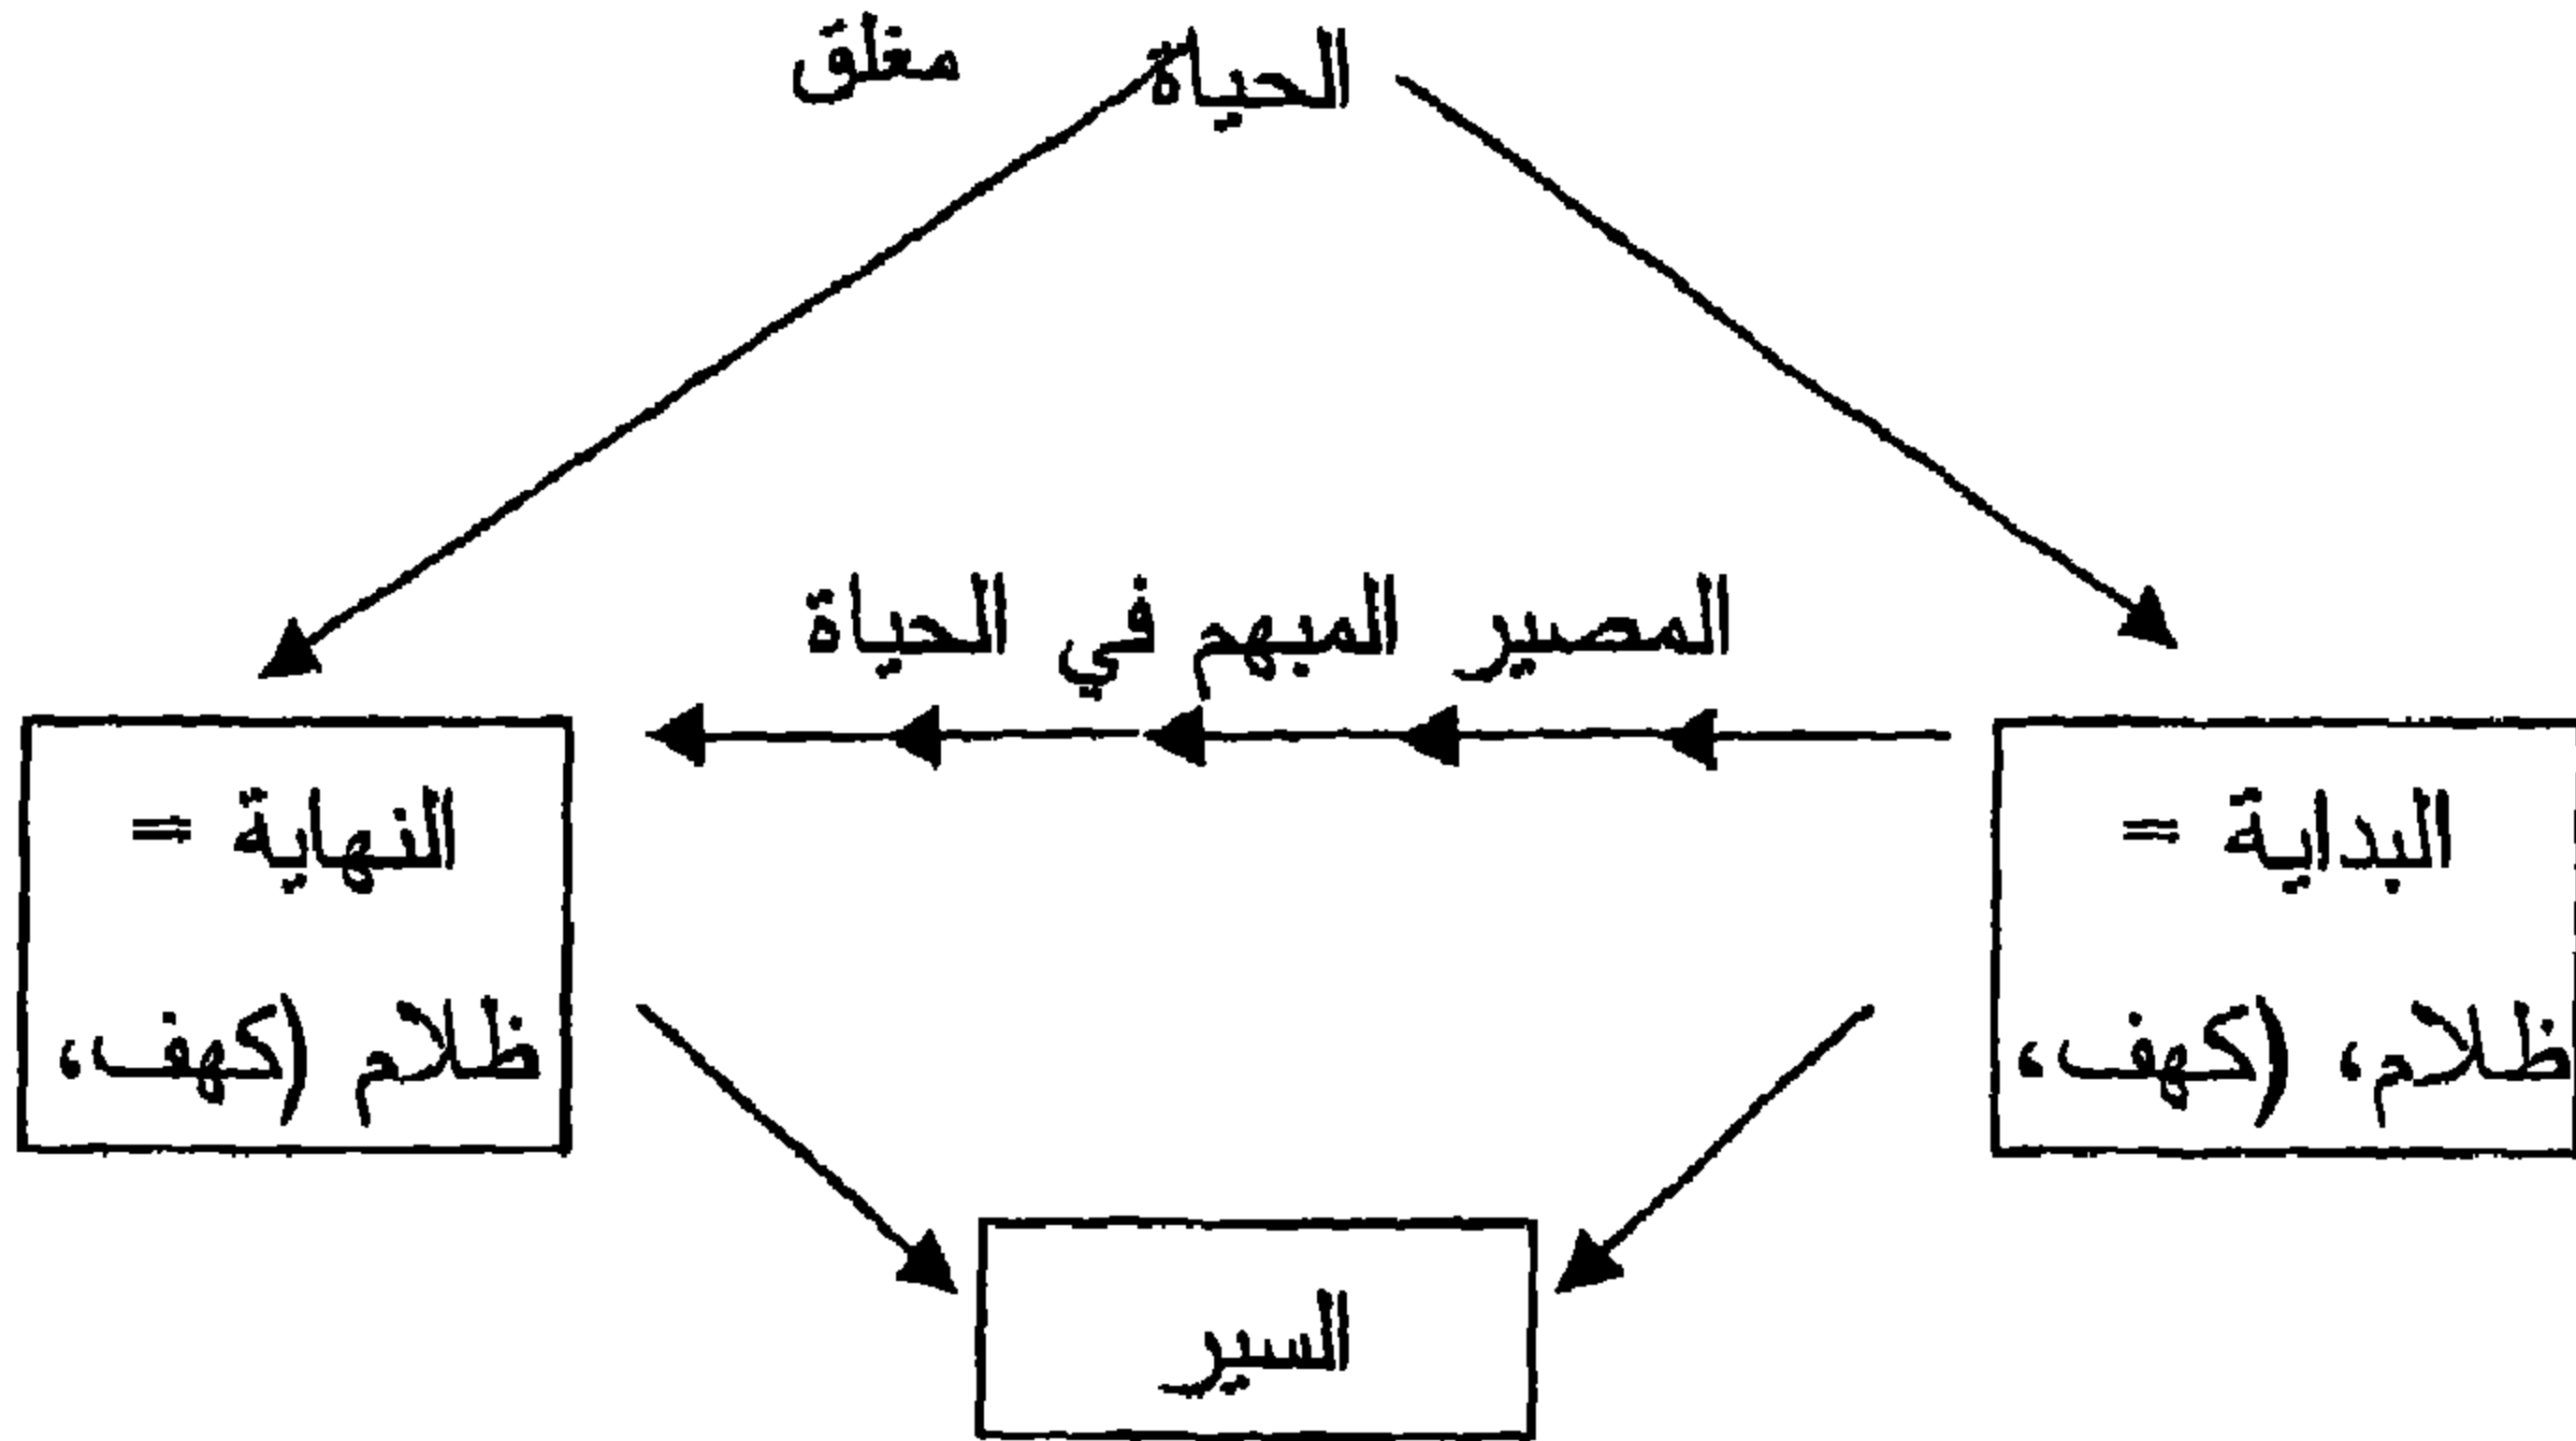 الحياة مغلق
المصير المبهم في الحياة
البداية =
ظلام، (كهف،
النهاية =
ظلام (كهف،
السير